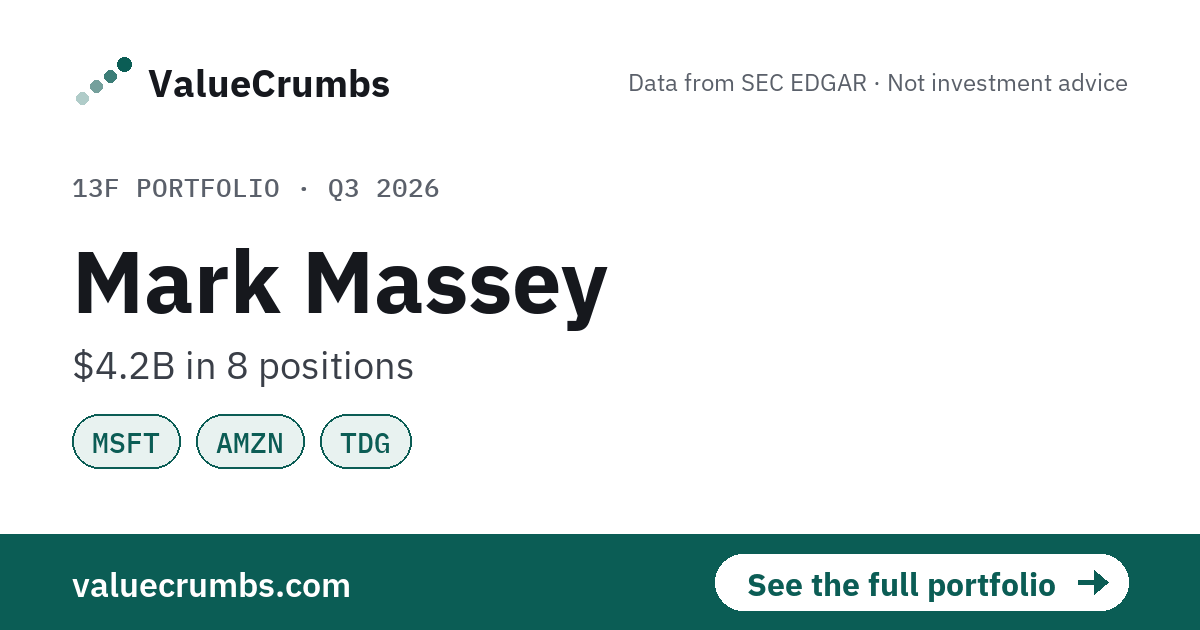 ValueCrumbs
Data from SEC EDGAR · Not investment advice
13F PORTFOLIO · Q3 2026
Mark Massey
$4.2B in 8 positions
MSFT AMZN TDG
valuecrumbs.com
See the full portfolio →